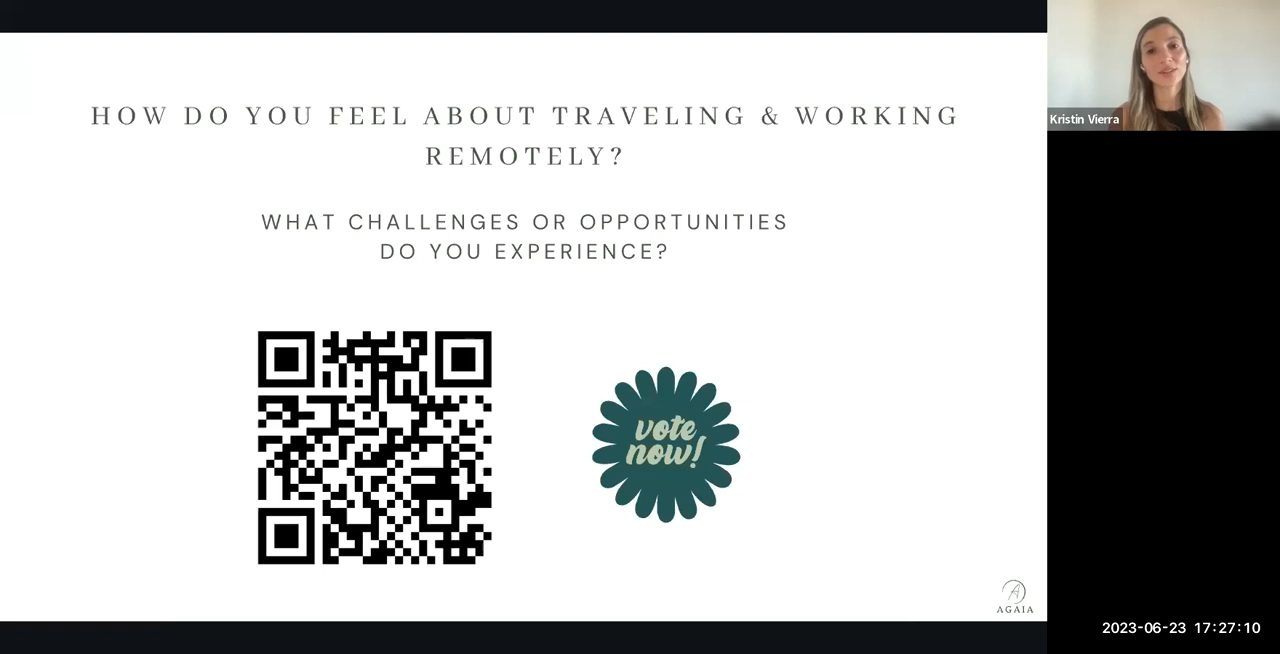 HOW DO YOU FEEL ABOUT TRAVELING & WORKING
REMOTELY?
WHAT CHALLENGES OR OPPORTUNITIES
DO YOU EXPERIENCE?
vote
now!
AGAIA
Kristin Vierra
2023-06-23 17:27:10